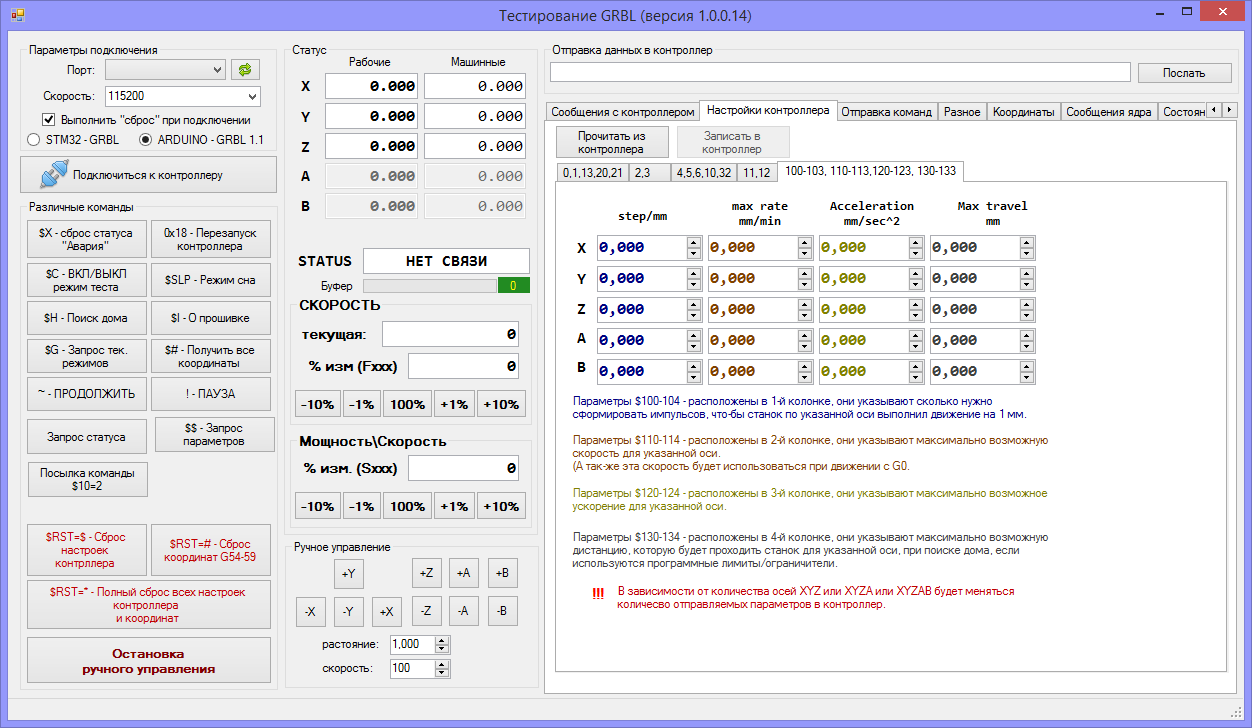 Тестирование GRBL (версия 1.0.0.14)
Параметры подключения
Порт:
Скорость: 115200
Выполнить "сброс" при подключении
STM32 - GRBL ARDUINO - GRBL 1.1
Подключиться к контроллеру
Различные команды
$X - сброс статуса
"Авария"
0x18 - Перезапуск
контроллера
$C - ВКЛ/ВЫКЛ
режим теста
$SLP - Режим сна
$H - Поиск дома
$I - О прошивке
$G - Запрос тек.
режимов
$# - Получить все
координаты
~ - ПРОДОЛЖИТЬ
! - ПАУЗА
Запрос статуса
$$ - Запрос
параметров
Посылка команды
$10=2
$RST=$ - Сброс
настроек
контрллера
$RST=# - Сброс
координат G54-59
$RST=* - Полный сброс всех настроек
контроллера
и координат
Остановка
ручного управления
Статус
Рабочие Машинные
X 0.000 0.000
Y 0.000 0.000
Z 0.000 0.000
A 0.000 0.000
B 0.000 0.000
STATUS НЕТ СВЯЗИ
Буфер 0
СКОРОСТЬ
текущая: 0
% изм (Fxxx) 0
-10% -1% 100% +1% +10%
Мощность\Скорость
% изм. (Sxxx) 0
-10% -1% 100% +1% +10%
Ручное управление
+Y +Z +A +B
-X -Y +X -Z -A -B
растояние: 1,000
скорость: 100
Отправка данных в контроллер
Послать
Сообщения с контроллером Настройки контроллера Отправка команд Разное Координаты Сообщения ядра Состоян
Прочитать из
контроллера
Записать в
контроллер
0,1,13,20,21 2,3 4,5,6,10,32 11,12 100-103, 110-113,120-123, 130-133
step/mm
max rate
mm/min
Acceleration
mm/sec^2
Max travel
mm
X 0,000 0,000 0,000 0,000
Y 0,000 0,000 0,000 0,000
Z 0,000 0,000 0,000 0,000
A 0,000 0,000 0,000 0,000
B 0,000 0,000 0,000 0,000
Параметры $100-104 - расположены в 1-й колонке, они указывают сколько нужно
сформировать импульсов, что-бы станок по указанной оси выполнил движение на 1 мм.
Параметры $110-114 - расположены в 2-й колонке, они указывают максимально возможную
скорость для указанной оси.
(А так-же эта скорость будет использоваться при движении с G0.
Параметры $120-124 - расположены в 3-й колонке, они указывают максимально возможное
ускорение для указанной оси.
Параметры $130-134 - расположены в 4-й колонке, они указывают максимально возможную
дистанцию, которую будет проходить станок для указанной оси, при поиске дома, если
используются программные лимиты/ограничители.
!!! В зависимости от количества осей XYZ или XYZA или XYZAB будет меняться
количесво отправляемых параметров в контроллер.